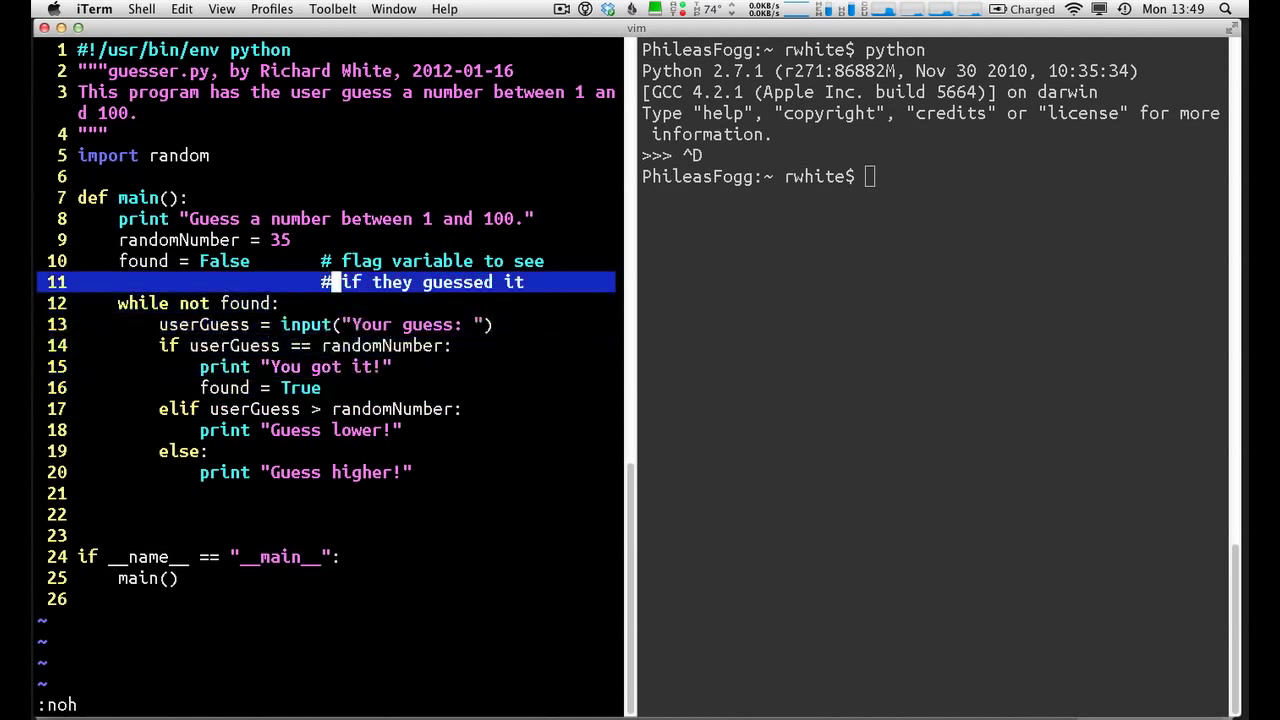 iTerm Shell Edit View Profiles Toolbelt Window Help 74° 0.0KB/s 0.0KB/s Charged Mon 13:49
vim
1 #!/usr/bin/env python
2 """guesser.py, by Richard White, 2012-01-16
3 This program has the user guess a number between 1 an
d 100.
4 """
5 import random
6
7 def main():
8 print "Guess a number between 1 and 100."
9 randomNumber = 35
10 found = False # flag variable to see
11 # if they guessed it
12 while not found:
13 userGuess = input("Your guess: ")
14 if userGuess == randomNumber:
15 print "You got it!"
16 found = True
17 elif userGuess > randomNumber:
18 print "Guess lower!"
19 else:
20 print "Guess higher!"
21
22
23
24 if __name__ == "__main__":
25 main()
26
~
~
~
~
:noh
PhileasFogg:~ rwhite$ python
Python 2.7.1 (r271:86882M, Nov 30 2010, 10:35:34)
[GCC 4.2.1 (Apple Inc. build 5664)] on darwin
Type "help", "copyright", "credits" or "license" for more
information.
>>> ^D
PhileasFogg:~ rwhite$